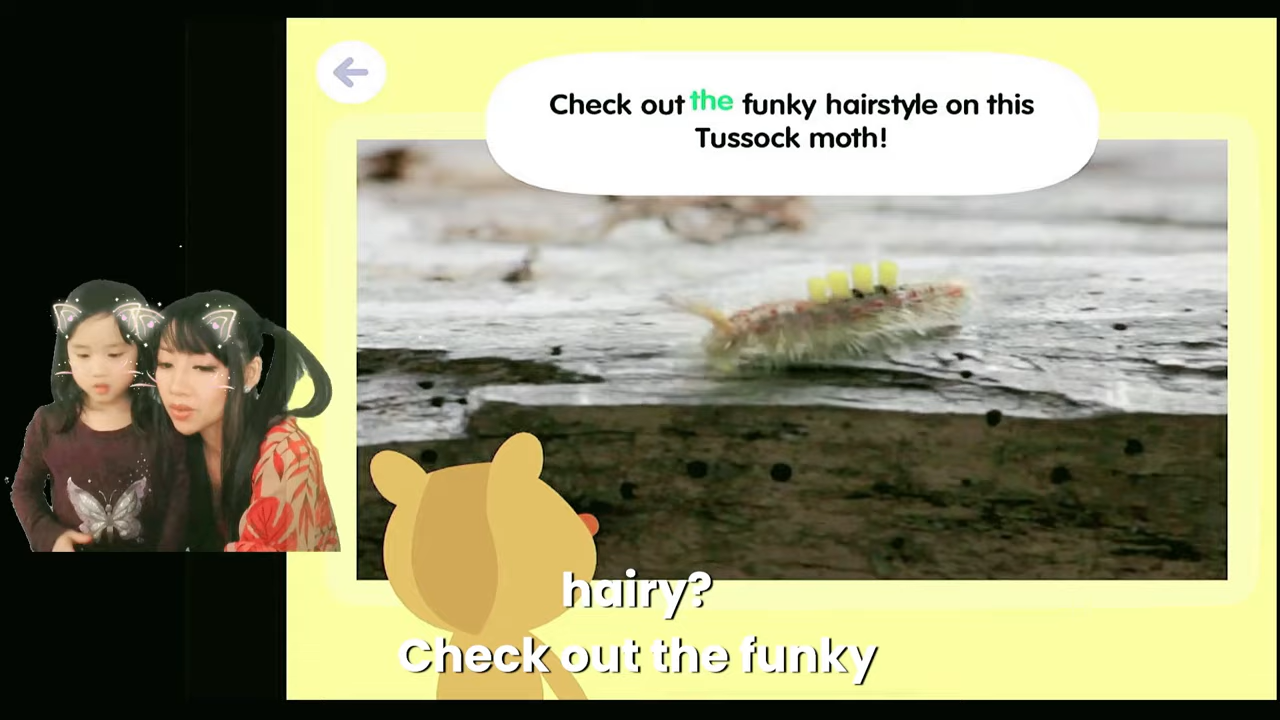 Check out the funky hairstyle on this
Tussock moth!
hairy?
Check out the funky